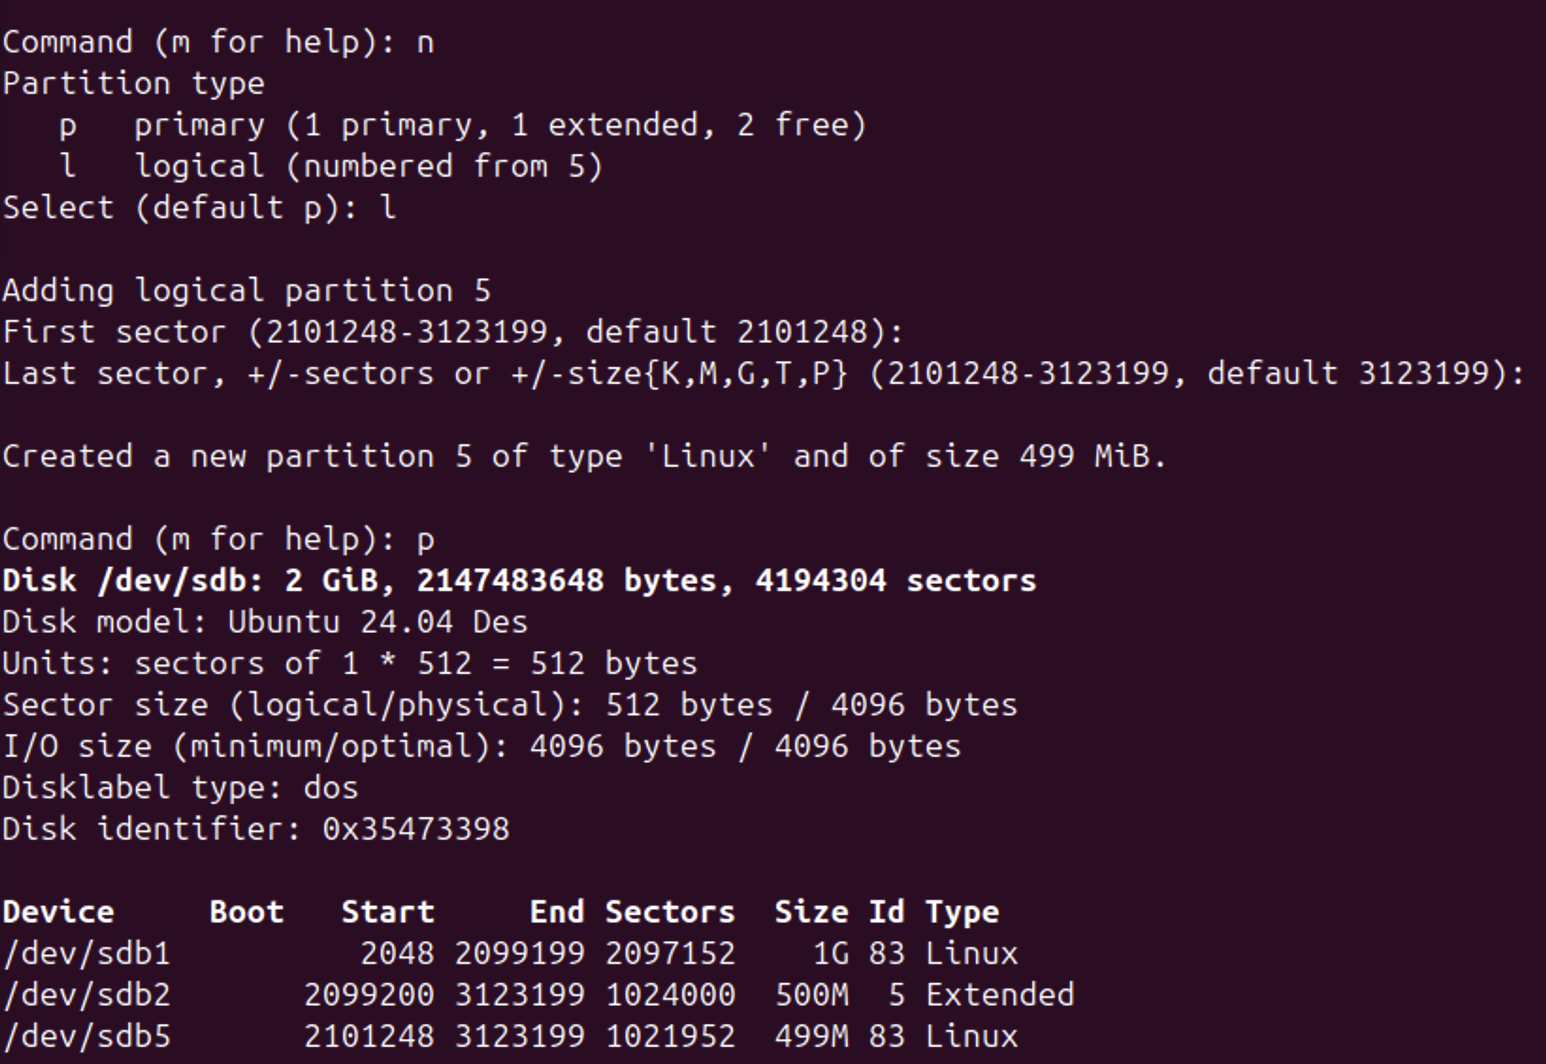 Command (m for help): n
Partition type
   p   primary (1 primary, 1 extended, 2 free)
   l   logical (numbered from 5)
Select (default p): l

Adding logical partition 5
First sector (2101248-3123199, default 2101248):
Last sector, +/-sectors or +/-size{K,M,G,T,P} (2101248-3123199, default 3123199):

Created a new partition 5 of type 'Linux' and of size 499 MiB.

Command (m for help): p
Disk /dev/sdb: 2 GiB, 2147483648 bytes, 4194304 sectors
Disk model: Ubuntu 24.04 Des
Units: sectors of 1 * 512 = 512 bytes
Sector size (logical/physical): 512 bytes / 4096 bytes
I/O size (minimum/optimal): 4096 bytes / 4096 bytes
Disklabel type: dos
Disk identifier: 0x35473398

Device     Boot   Start     End Sectors  Size Id Type
/dev/sdb1          2048 2099199 2097152    1G 83 Linux
/dev/sdb2       2099200 3123199 1024000  500M  5 Extended
/dev/sdb5       2101248 3123199 1021952  499M 83 Linux